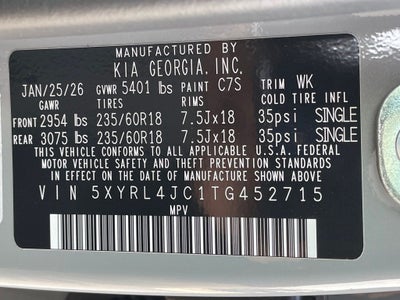 MANUFACTURED BY
KIA GEORGIA, INC.
JAN/25/26 GVWR 5401 lbs PAINT C7S TRIM WK
GAWR TIRES RIMS COLD TIRE INFL
FRONT 2954 lbs 235/60R18 7.5Jx18 35psi SINGLE
REAR 3075 lbs 235/60R18 7.5Jx18 35psi SINGLE
THIS VEHICLE CONFORMS TO ALL APPLICABLE U.S.A. FEDERAL
MOTOR VEHICLE SAFETY AND THEFT PREVENTION STANDARDS
IN EFFECT ON THE DATE OF MANUFACTURE SHOWN ABOVE
VIN 5XYRL4JC1TG452715
MPV